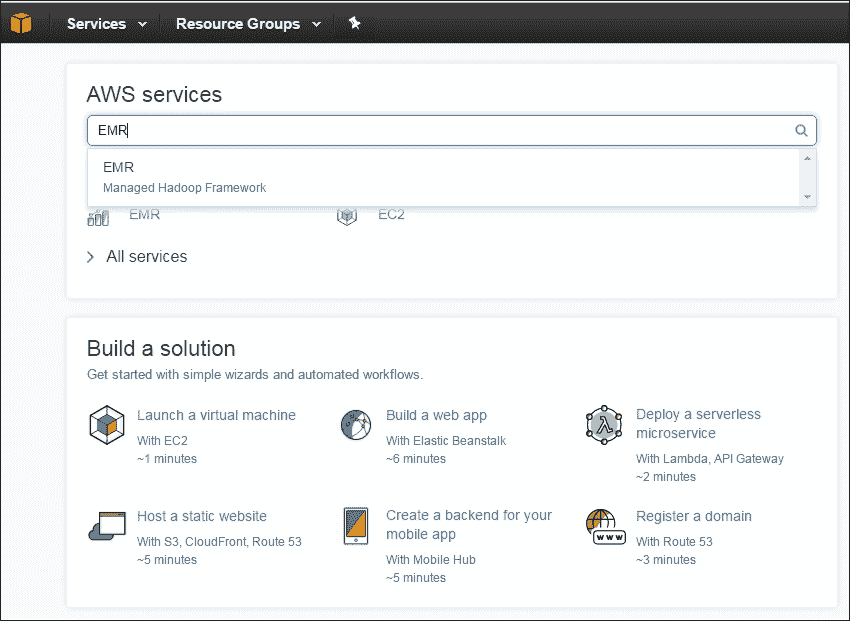 Services
Resource Groups
AWS services
EMR
EMR
Managed Hadoop Framework
EMR
EC2
All services
Build a solution
Get started with simple wizards and automated workflows.
Launch a virtual machine
With EC2
~1 minutes
Build a web app
With Elastic Beanstalk
~6 minutes
Deploy a serverless
microservice
With Lambda, API Gateway
~2 minutes
Host a static website
With S3, CloudFront, Route 53
~5 minutes
Create a backend for your
mobile app
With Mobile Hub
~5 minutes
www
Register a domain
With Route 53
~3 minutes